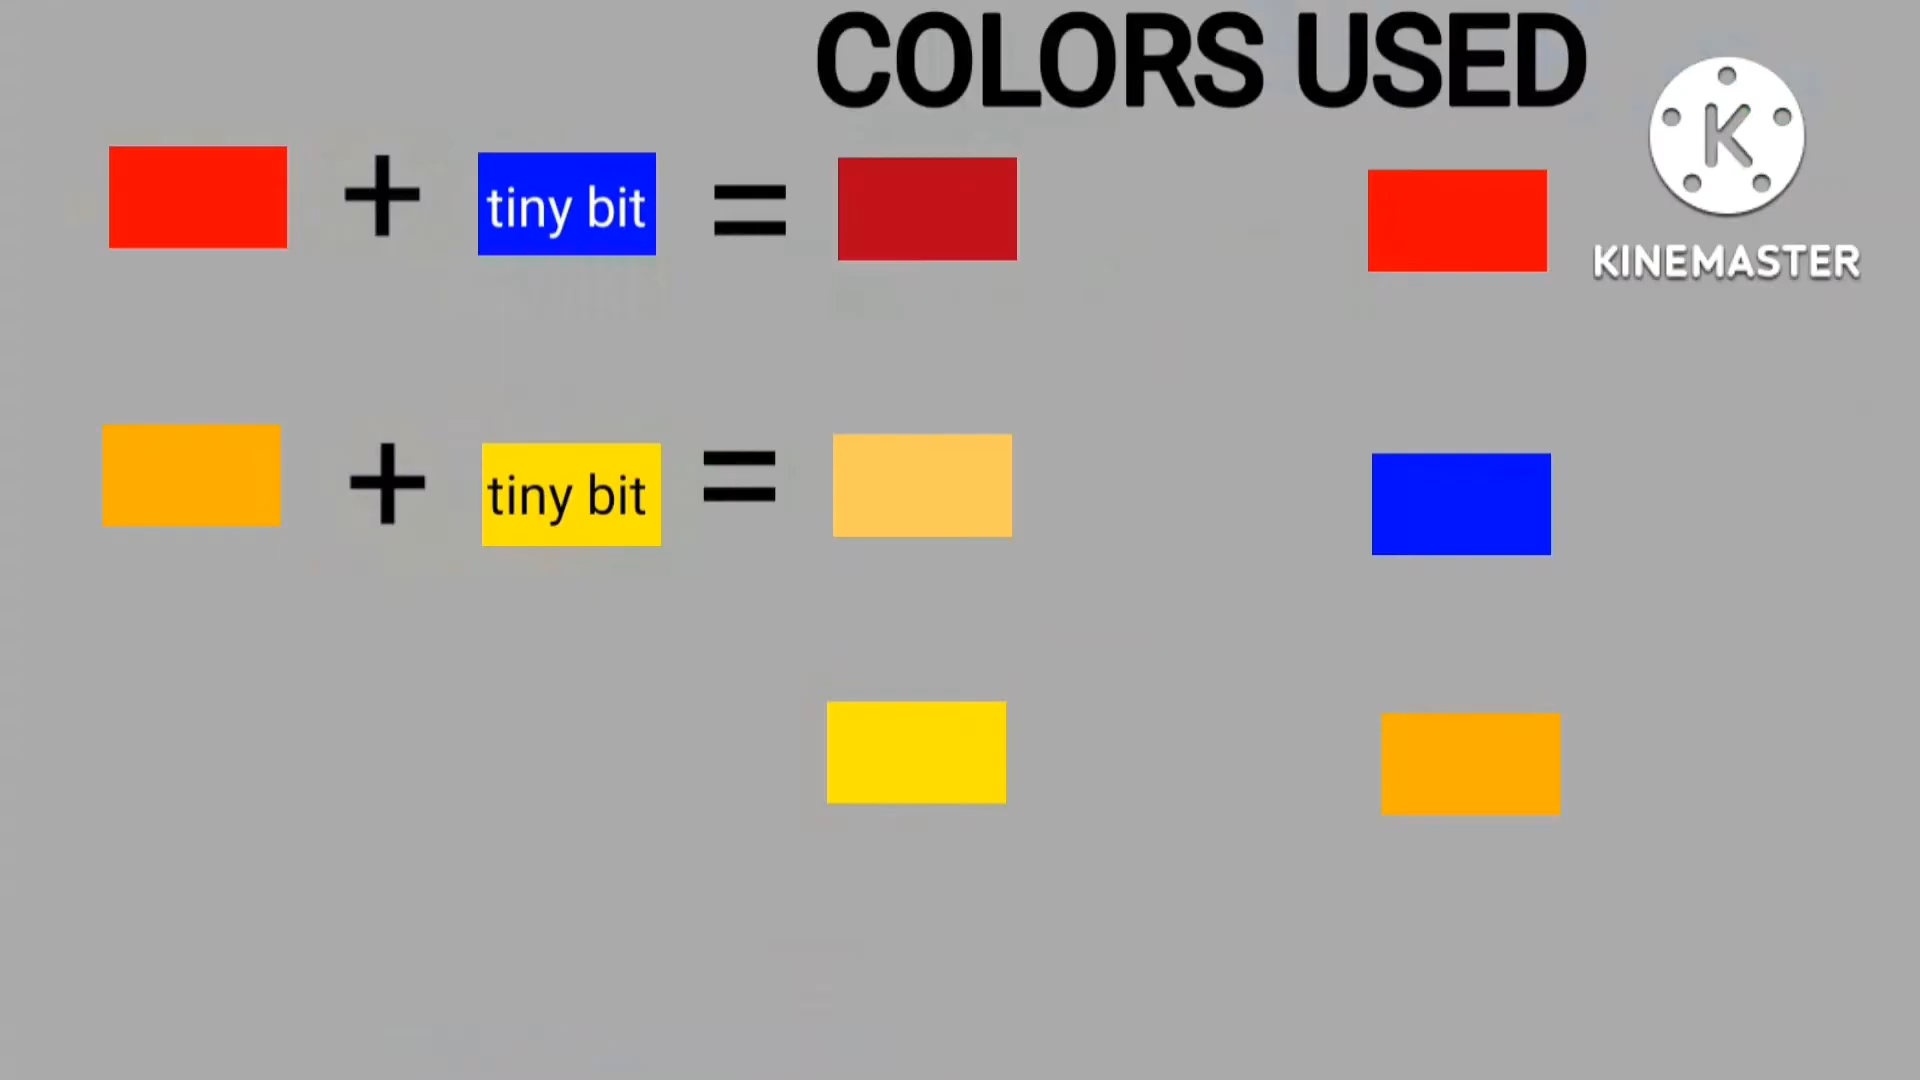 COLORS USED
K
KINEMASTER
+ tiny bit =
+ tiny bit =